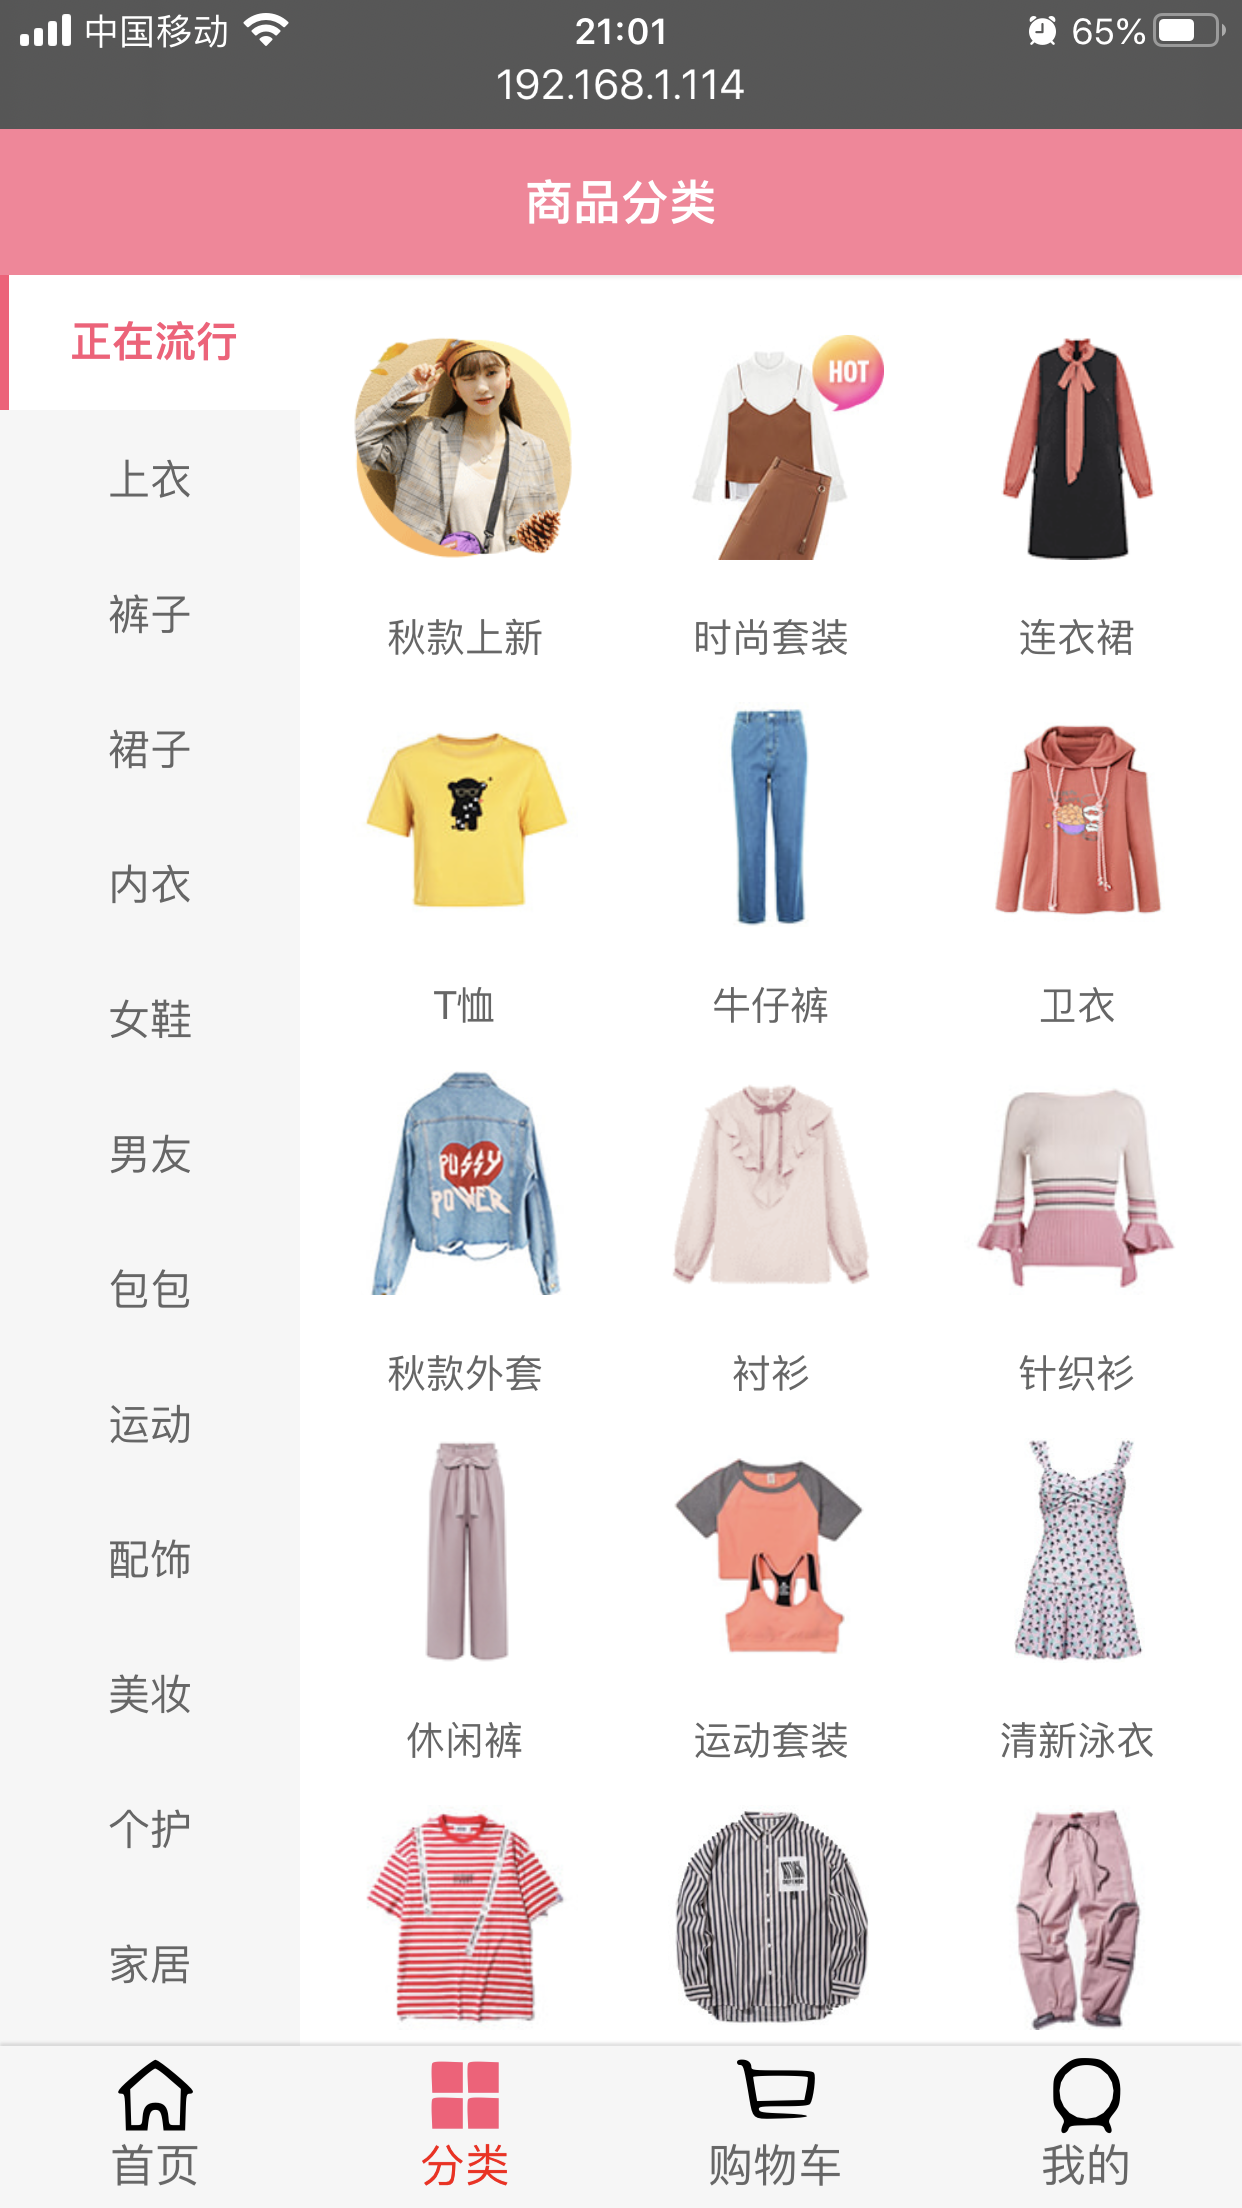 中国移动
21:01
65%
192.168.1.114
商品分类
正在流行
上衣
裤子
裙子
内衣
女鞋
男友
包包
运动
配饰
美妆
个护
家居
HOT
秋款上新
时尚套装
连衣裙
T恤
牛仔裤
卫衣
PUSSY
POWER
秋款外套
衬衫
针织衫
休闲裤
运动套装
清新泳衣
首页
分类
购物车
我的